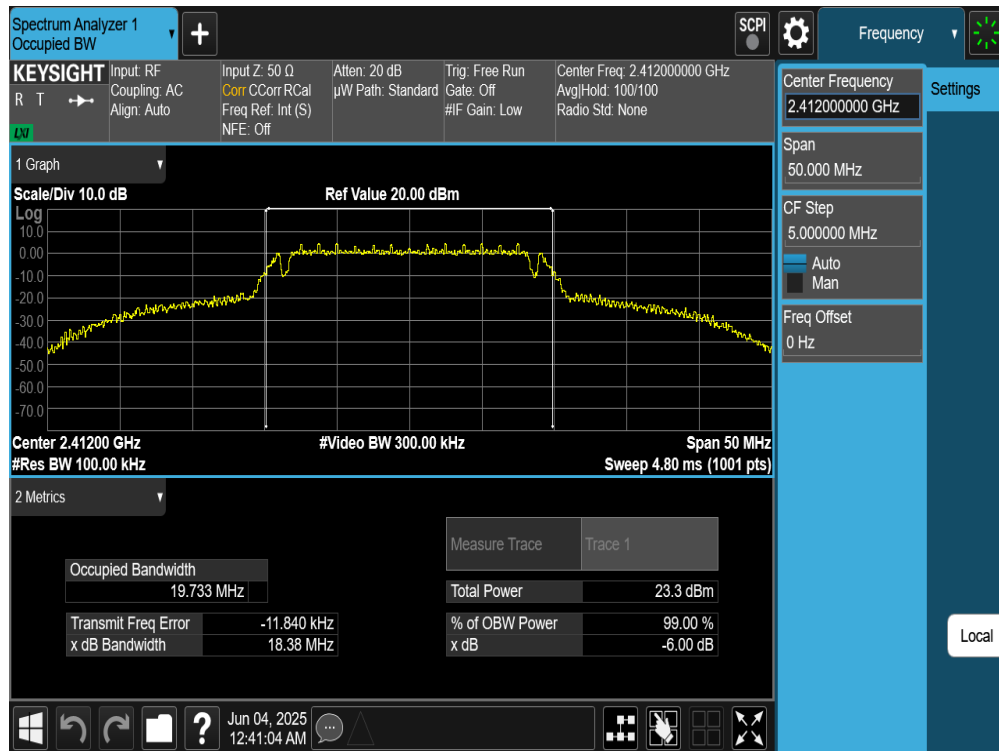 Spectrum Analyzer 1
Occupied BW
+
SCPI
Frequency
KEYSIGHT
R T
LXI
Input: RF
Coupling: AC
Align: Auto
Input Z: 50 Ω
Corr CCorr RCal
Freq Ref: Int (S)
NFE: Off
Atten: 20 dB
µW Path: Standard
Trig: Free Run
Gate: Off
#IF Gain: Low
Center Freq: 2.412000000 GHz
Avg|Hold: 100/100
Radio Std: None
Center Frequency
2.412000000 GHz
Settings
Span
50.000 MHz
CF Step
5.000000 MHz
Auto
Man
Freq Offset
0 Hz
Local
1 Graph
Scale/Div 10.0 dB
Ref Value 20.00 dBm
Log
10.0
0.00
-10.0
-20.0
-30.0
-40.0
-50.0
-60.0
-70.0
Center 2.41200 GHz
#Video BW 300.00 kHz
Span 50 MHz
#Res BW 100.00 kHz
Sweep 4.80 ms (1001 pts)
2 Metrics
Measure Trace
Trace 1
Occupied Bandwidth
19.733 MHz
Total Power
23.3 dBm
Transmit Freq Error
-11.840 kHz
% of OBW Power
99.00 %
x dB Bandwidth
18.38 MHz
x dB
-6.00 dB
?
Jun 04, 2025
12:41:04 AM